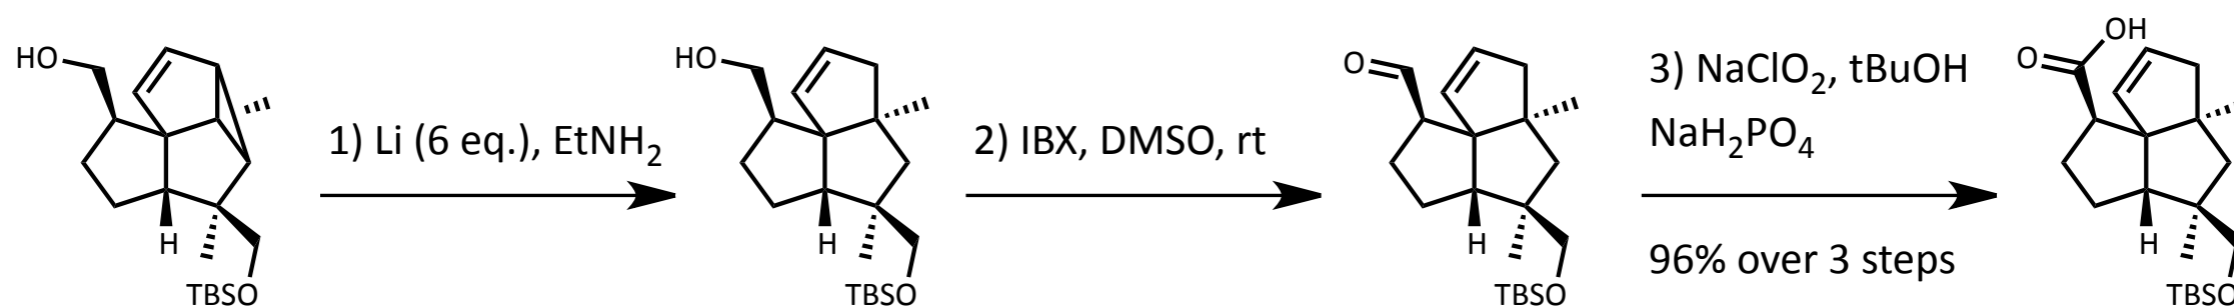 HO
H
TBSO
1) Li (6 eq.), EtNH2
HO
H
TBSO
2) IBX, DMSO, rt
O
H
TBSO
3) NaClO2, tBuOH
NaH2PO4
96% over 3 steps
O
OH
H
TBSO